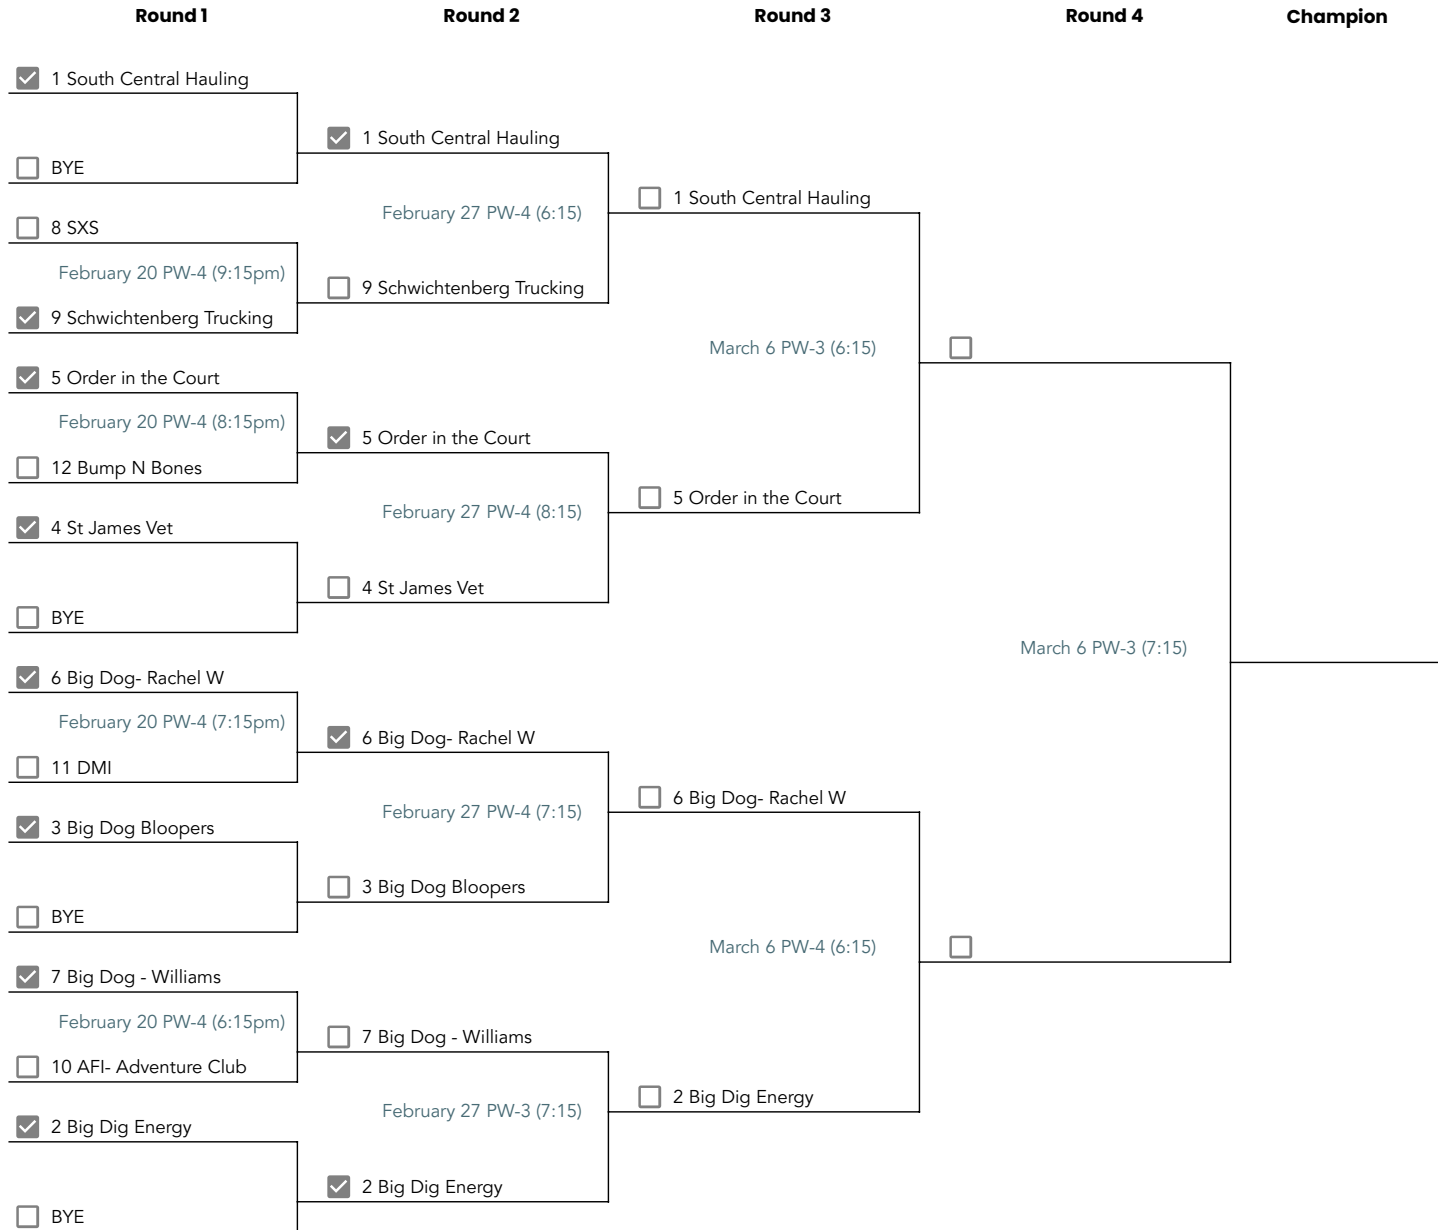 Round 1
Round 2
Round 3
Round 4
Champion
1 South Central Hauling
BYE
8 SXS
February 20 PW-4 (9:15pm)
9 Schwichtenberg Trucking
5 Order in the Court
February 20 PW-4 (8:15pm)
12 Bump N Bones
4 St James Vet
BYE
6 Big Dog- Rachel W
February 20 PW-4 (7:15pm)
11 DMI
3 Big Dog Bloopers
BYE
7 Big Dog - Williams
February 20 PW-4 (6:15pm)
10 AFI- Adventure Club
2 Big Dig Energy
BYE
1 South Central Hauling
February 27 PW-4 (6:15)
9 Schwichtenberg Trucking
5 Order in the Court
February 27 PW-4 (8:15)
4 St James Vet
6 Big Dog- Rachel W
February 27 PW-4 (7:15)
3 Big Dog Bloopers
7 Big Dog - Williams
February 27 PW-3 (7:15)
2 Big Dig Energy
1 South Central Hauling
March 6 PW-3 (6:15)
5 Order in the Court
6 Big Dog- Rachel W
March 6 PW-4 (6:15)
2 Big Dig Energy
March 6 PW-3 (7:15)